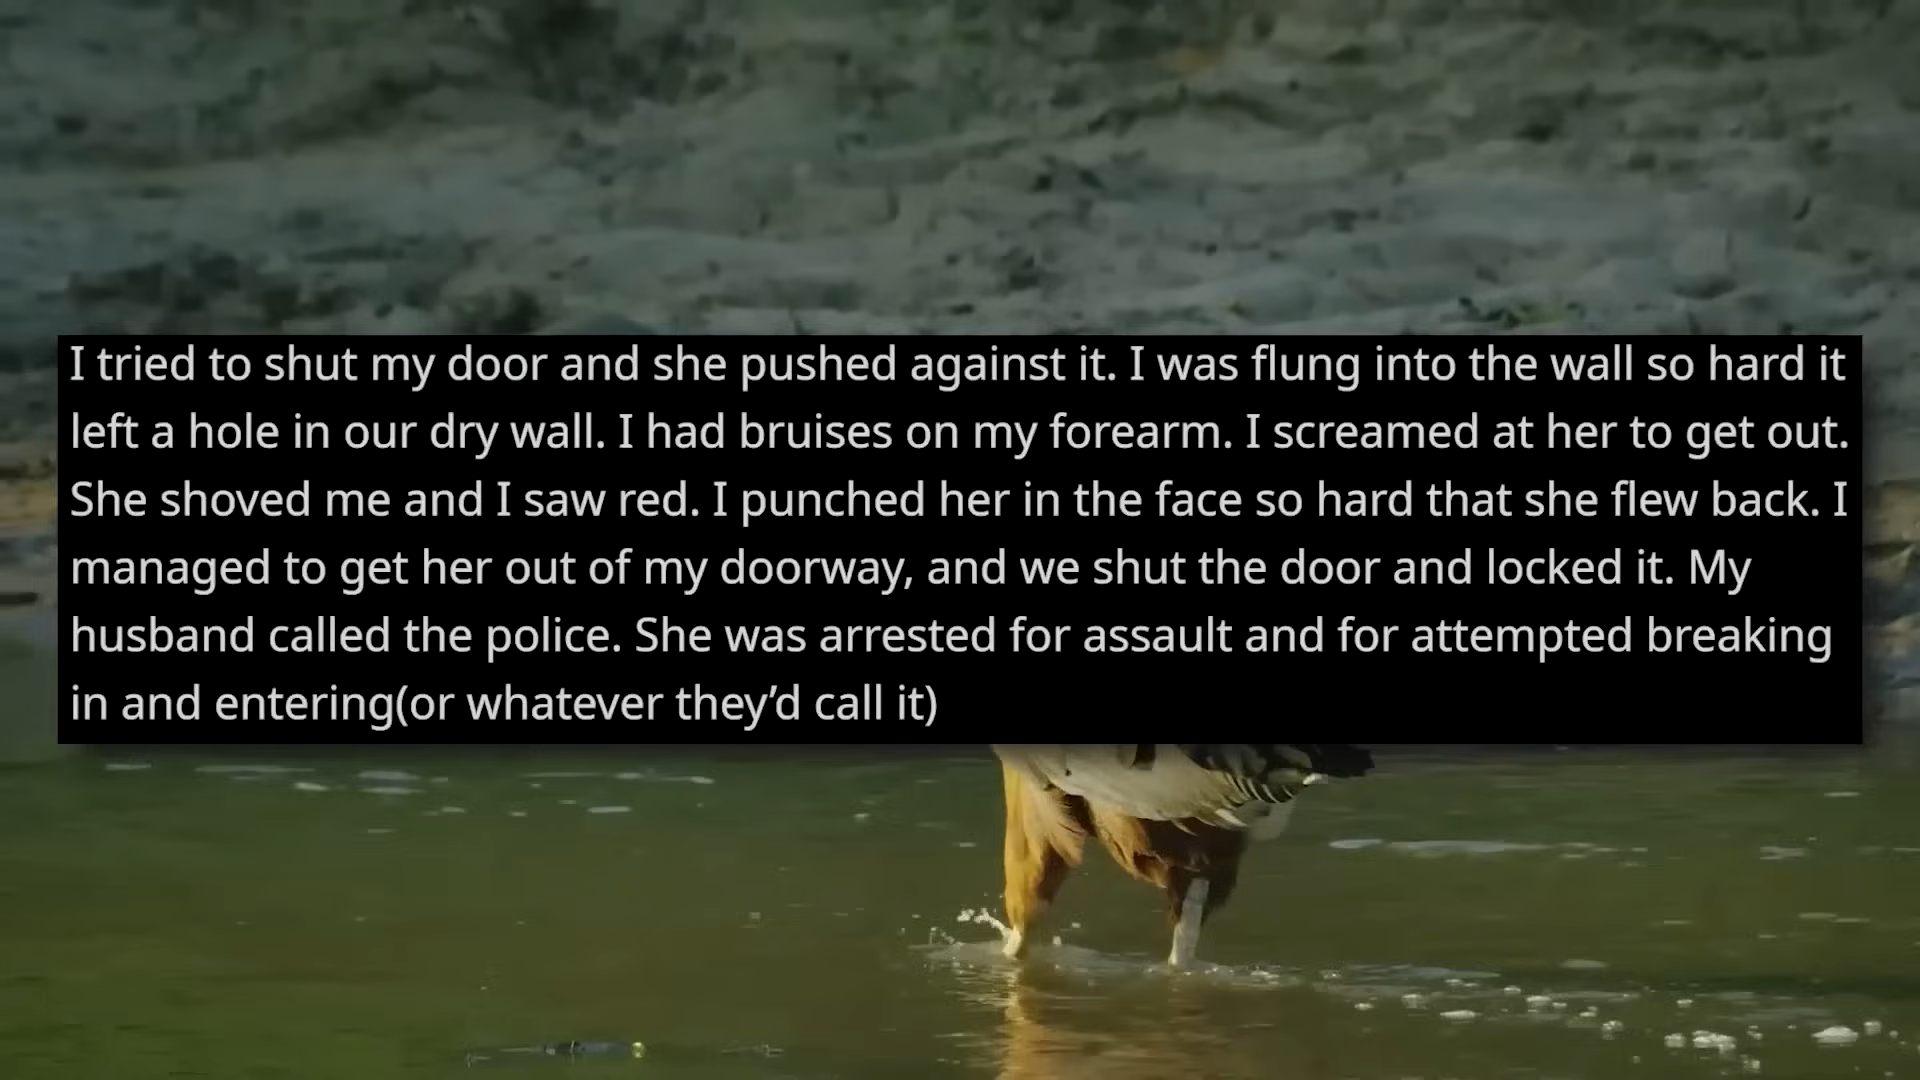 I tried to shut my door and she pushed against it. I was flung into the wall so hard it
left a hole in our dry wall. I had bruises on my forearm. I screamed at her to get out.
She shoved me and I saw red. I punched her in the face so hard that she flew back. I
managed to get her out of my doorway, and we shut the door and locked it. My
husband called the police. She was arrested for assault and for attempted breaking
in and entering(or whatever they’d call it)